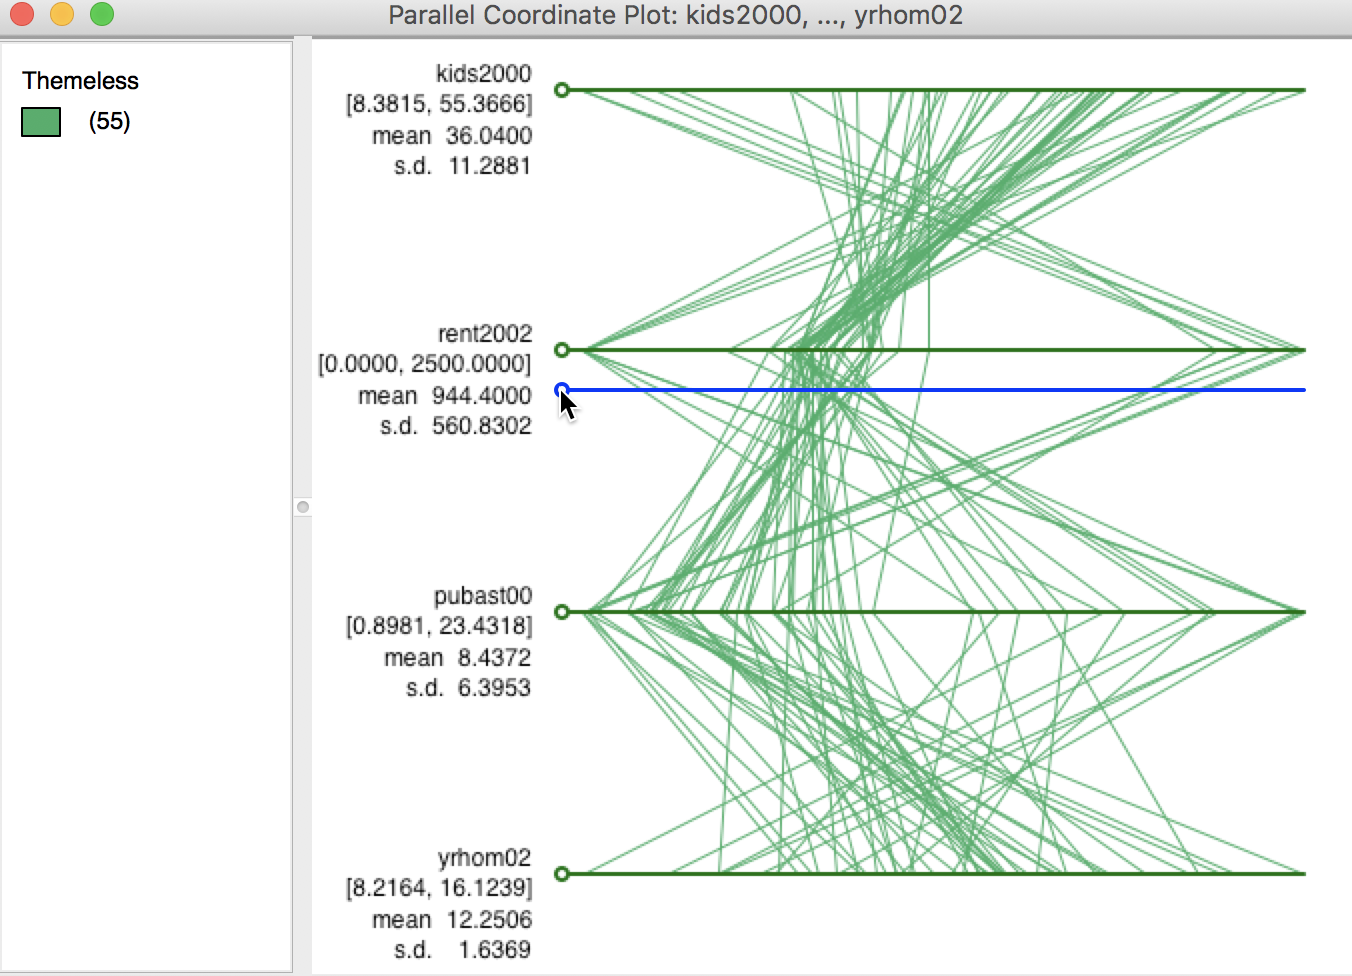 Parallel Coordinate Plot: kids2000, ..., yrhom02
Themeless
(55)
kids2000
[8.3815, 55.3666]
mean 36.0400
s.d. 11.2881
rent2002
[0.0000, 2500.0000]
mean 944.4000
s.d. 560.8302
pubast00
[0.8981, 23.4318]
mean 8.4372
s.d. 6.3953
yrhom02
[8.2164, 16.1239]
mean 12.2506
s.d. 1.6369